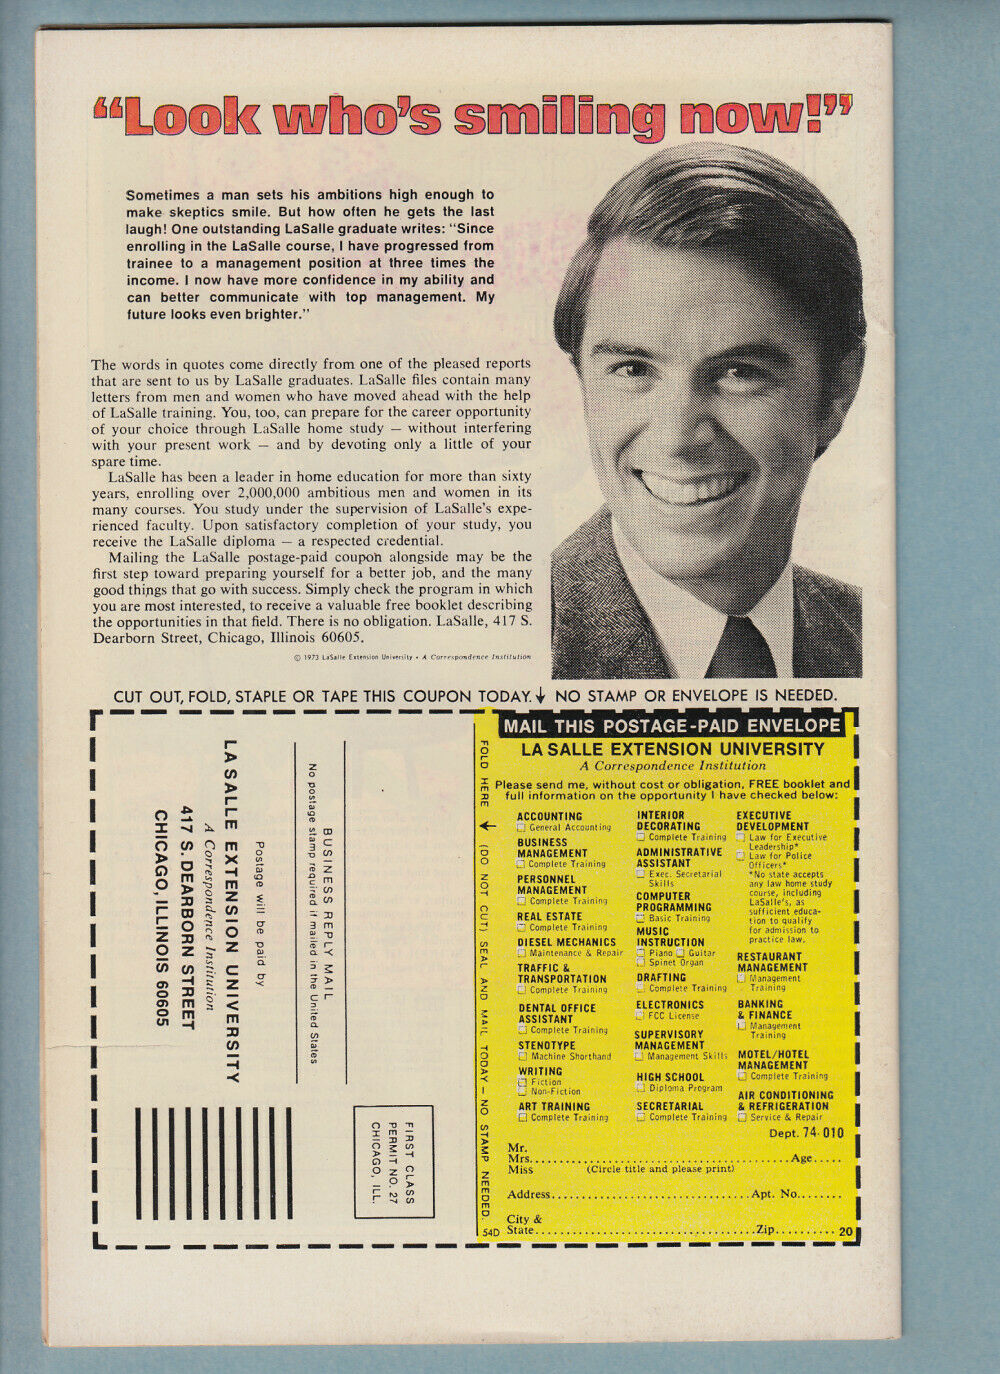 “Look who’s smiling now!”
Sometimes a man sets his ambitions high enough to
make skeptics smile. But how often he gets the last
laugh! One outstanding LaSalle graduate writes: “Since
enrolling in the LaSalle course, I have progressed from
trainee to a management position at three times the
income. I now have more confidence in my ability and
can better communicate with top management. My
future looks even brighter.”
The words in quotes come directly from one of the pleased reports
that are sent to us by LaSalle graduates. LaSalle files contain many
letters from men and women who have moved ahead with the help
of LaSalle training. You, too, can prepare for the career opportunity
of your choice through LaSalle home study — without interfering
with your present work — and by devoting only a little of your
spare time.
LaSalle has been a leader in home education for more than sixty
years, enrolling over 2,000,000 ambitious men and women in its
many courses. You study under the supervision of LaSalle’s expe-
rienced faculty. Upon satisfactory completion of your study, you
receive the LaSalle diploma — a respected credential.
Mailing the LaSalle postage-paid coupon alongside may be the
first step toward preparing yourself for a better job, and the many
good things that go with success. Simply check the program in which
you are most interested, to receive a valuable free booklet describing
the opportunities in that field. There is no obligation. LaSalle, 417 S.
Dearborn Street, Chicago, Illinois 60605.
© 1973 LaSalle Extension University • A Correspondence Institution
CUT OUT, FOLD, STAPLE OR TAPE THIS COUPON TODAY. ↓ NO STAMP OR ENVELOPE IS NEEDED.
FIRST CLASS
PERMIT NO. 27
CHICAGO, ILL.
BUSINESS REPLY MAIL
No postage stamp required if mailed in the United States
Postage will be paid by
LA SALLE EXTENSION UNIVERSITY
A Correspondence Institution
417 S. DEARBORN STREET
CHICAGO, ILLINOIS 60605
FOLD HERE → (DO NOT CUT) SEAL AND MAIL TODAY — NO STAMP NEEDED.
54D
MAIL THIS POSTAGE-PAID ENVELOPE
LA SALLE EXTENSION UNIVERSITY
A Correspondence Institution
Please send me, without cost or obligation, FREE booklet and
full information on the opportunity I have checked below:
ACCOUNTING
☐ General Accounting
BUSINESS
MANAGEMENT
☐ Complete Training
PERSONNEL
MANAGEMENT
☐ Complete Training
REAL ESTATE
☐ Complete Training
DIESEL MECHANICS
☐ Maintenance & Repair
TRAFFIC &
TRANSPORTATION
☐ Complete Training
DENTAL OFFICE
ASSISTANT
☐ Complete Training
STENOTYPE
☐ Machine Shorthand
WRITING
☐ Fiction
☐ Non-Fiction
ART TRAINING
☐ Complete Training
INTERIOR
DECORATING
☐ Complete Training
ADMINISTRATIVE
ASSISTANT
☐ Exec. Secretarial
Skills
COMPUTER
PROGRAMMING
☐ Basic Training
MUSIC
INSTRUCTION
☐ Piano ☐ Guitar
☐ Spinet Organ
DRAFTING
☐ Complete Training
ELECTRONICS
☐ FCC License
SUPERVISORY
MANAGEMENT
☐ Management Skills
HIGH SCHOOL
☐ Diploma Program
SECRETARIAL
☐ Complete Training
EXECUTIVE
DEVELOPMENT
☐ Law for Executive
Leadership*
☐ Law for Police
Officers*
*No state accepts
any law home study
course, including
LaSalle's, as
sufficient educa-
tion to qualify
for admission to
practice law.
RESTAURANT
MANAGEMENT
☐ Management
Training
BANKING
& FINANCE
☐ Management
Training
MOTEL/HOTEL
MANAGEMENT
☐ Complete Training
AIR CONDITIONING
& REFRIGERATION
☐ Service & Repair
Dept. 74-010
Mr.
Mrs. Age
Miss (Circle title and please print)
Address Apt. No.
City &
State Zip 20